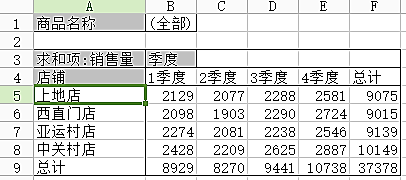 A B C D E F
1 商品名称 (全部)
2
3 求和项:销售量 季度
4 店铺 1季度 2季度 3季度 4季度 总计
5 上地店 2129 2077 2288 2581 9075
6 西直门店 2098 1903 2290 2724 9015
7 亚运村店 2274 2081 2238 2546 9139
8 中关村店 2428 2209 2625 2887 10149
9 总计 8929 8270 9441 10738 37378